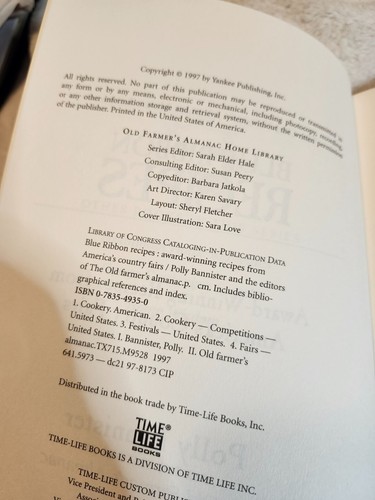 Copyright © 1997 by Yankee Publishing, Inc.
All rights reserved. No part of this publication may be reproduced or transmitted in
any form or by any means, electronic or mechanical, including photocopy, recording,
or any other information storage and retrieval system, without the written permission
of the publisher. Printed in the United States of America.
OLD FARMER'S ALMANAC HOME LIBRARY
Series Editor: Sarah Elder Hale
Consulting Editor: Susan Peery
Copyeditor: Barbara Jatkola
Art Director: Karen Savary
Layout: Sheryl Fletcher
Cover Illustration: Sara Love
LIBRARY OF CONGRESS CATALOGING-IN-PUBLICATION DATA
Blue Ribbon recipes : award-winning recipes from
America's country fairs / Polly Bannister and the editors
of The Old farmer's almanac.p. cm. Includes biblio-
graphical references and index.
ISBN 0-7835-4935-0
1. Cookery. American. 2. Cookery — Competitions —
United States. 3. Festivals — United States. 4. Fairs —
United States. I. Bannister, Polly. II. Old farmer's
almanac.TX715.M9528 1997
641.5973 — dc21 97-8173 CIP
Distributed in the book trade by Time-Life Books, Inc.
TIME®
LIFE
BOOKS
TIME-LIFE BOOKS IS A DIVISION OF TIME LIFE INC.
TIME-LIFE CUSTOM PUBL
Vice President and